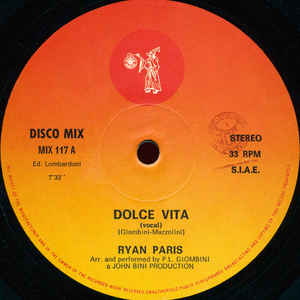 DISCO MIX
MIX 117 A
Ed. Lombardoni
7'32"
STEREO
33 RPM
S.I.A.E.
DOLCE VITA
(vocal)
(Giombini-Mazmilini)
RYAN PARIS
Arr. and performed by P.L. GIOMBINI
a JOHN BINI PRODUCTION